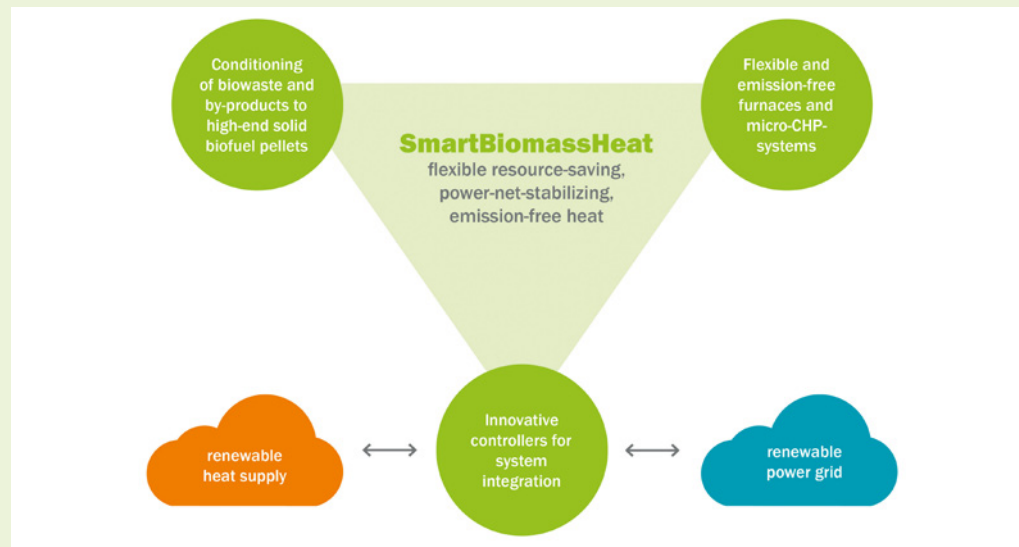 Conditioning
of biowaste and
by-products to
high-end solid
biofuel pellets
Flexible and
emission-free
furnaces and
micro-CHP-
systems
SmartBiomassHeat
flexible resource-saving,
power-net-stabilizing,
emission-free heat
renewable
heat supply
Innovative
controllers for
system
integration
renewable
power grid